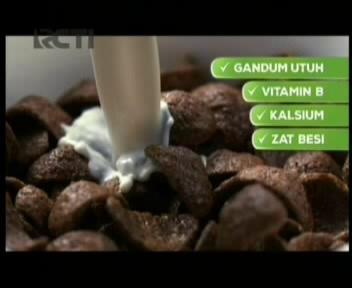 RCTI
✓ GANDUM UTUH
✓ VITAMIN B
✓ KALSIUM
✓ ZAT BESI